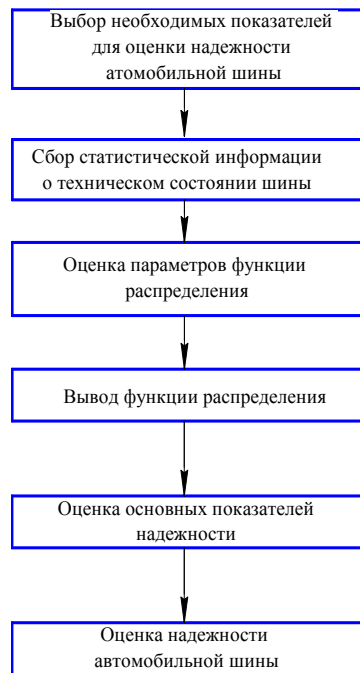 Выбор необходимых показателей
для оценки надежности
атомобильной шины
Сбор статистической информации
о техническом состоянии шины
Оценка параметров функции
распределения
Вывод функции распределения
Оценка основных показателей
надежности
Оценка надежности
автомобильной шины